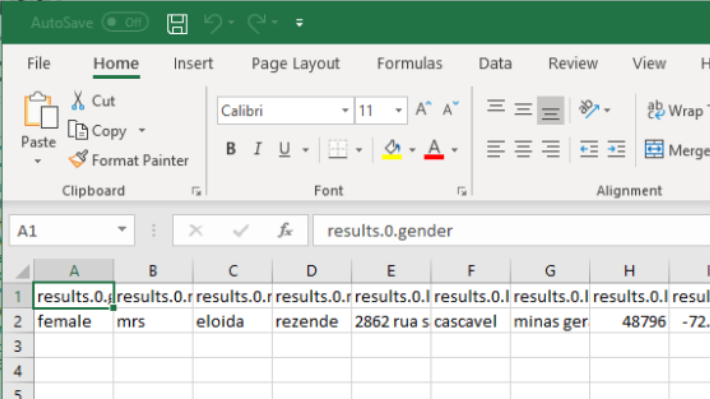 AutoSave Off
File Home Insert Page Layout Formulas Data Review View H
Cut
Copy
Paste
Format Painter
Calibri 11
ab Wrap
B I U A
Merge
Clipboard Font Alignment
A1 fx results.0.gender
A B C D E F G H I
1 results.0.g results.0.r results.0.r results.0.r results.0.l results.0.l results.0.l results.0.l resul
2 female mrs eloida rezende 2862 rua s cascavel minas ger 48796 -72.
3
4
5